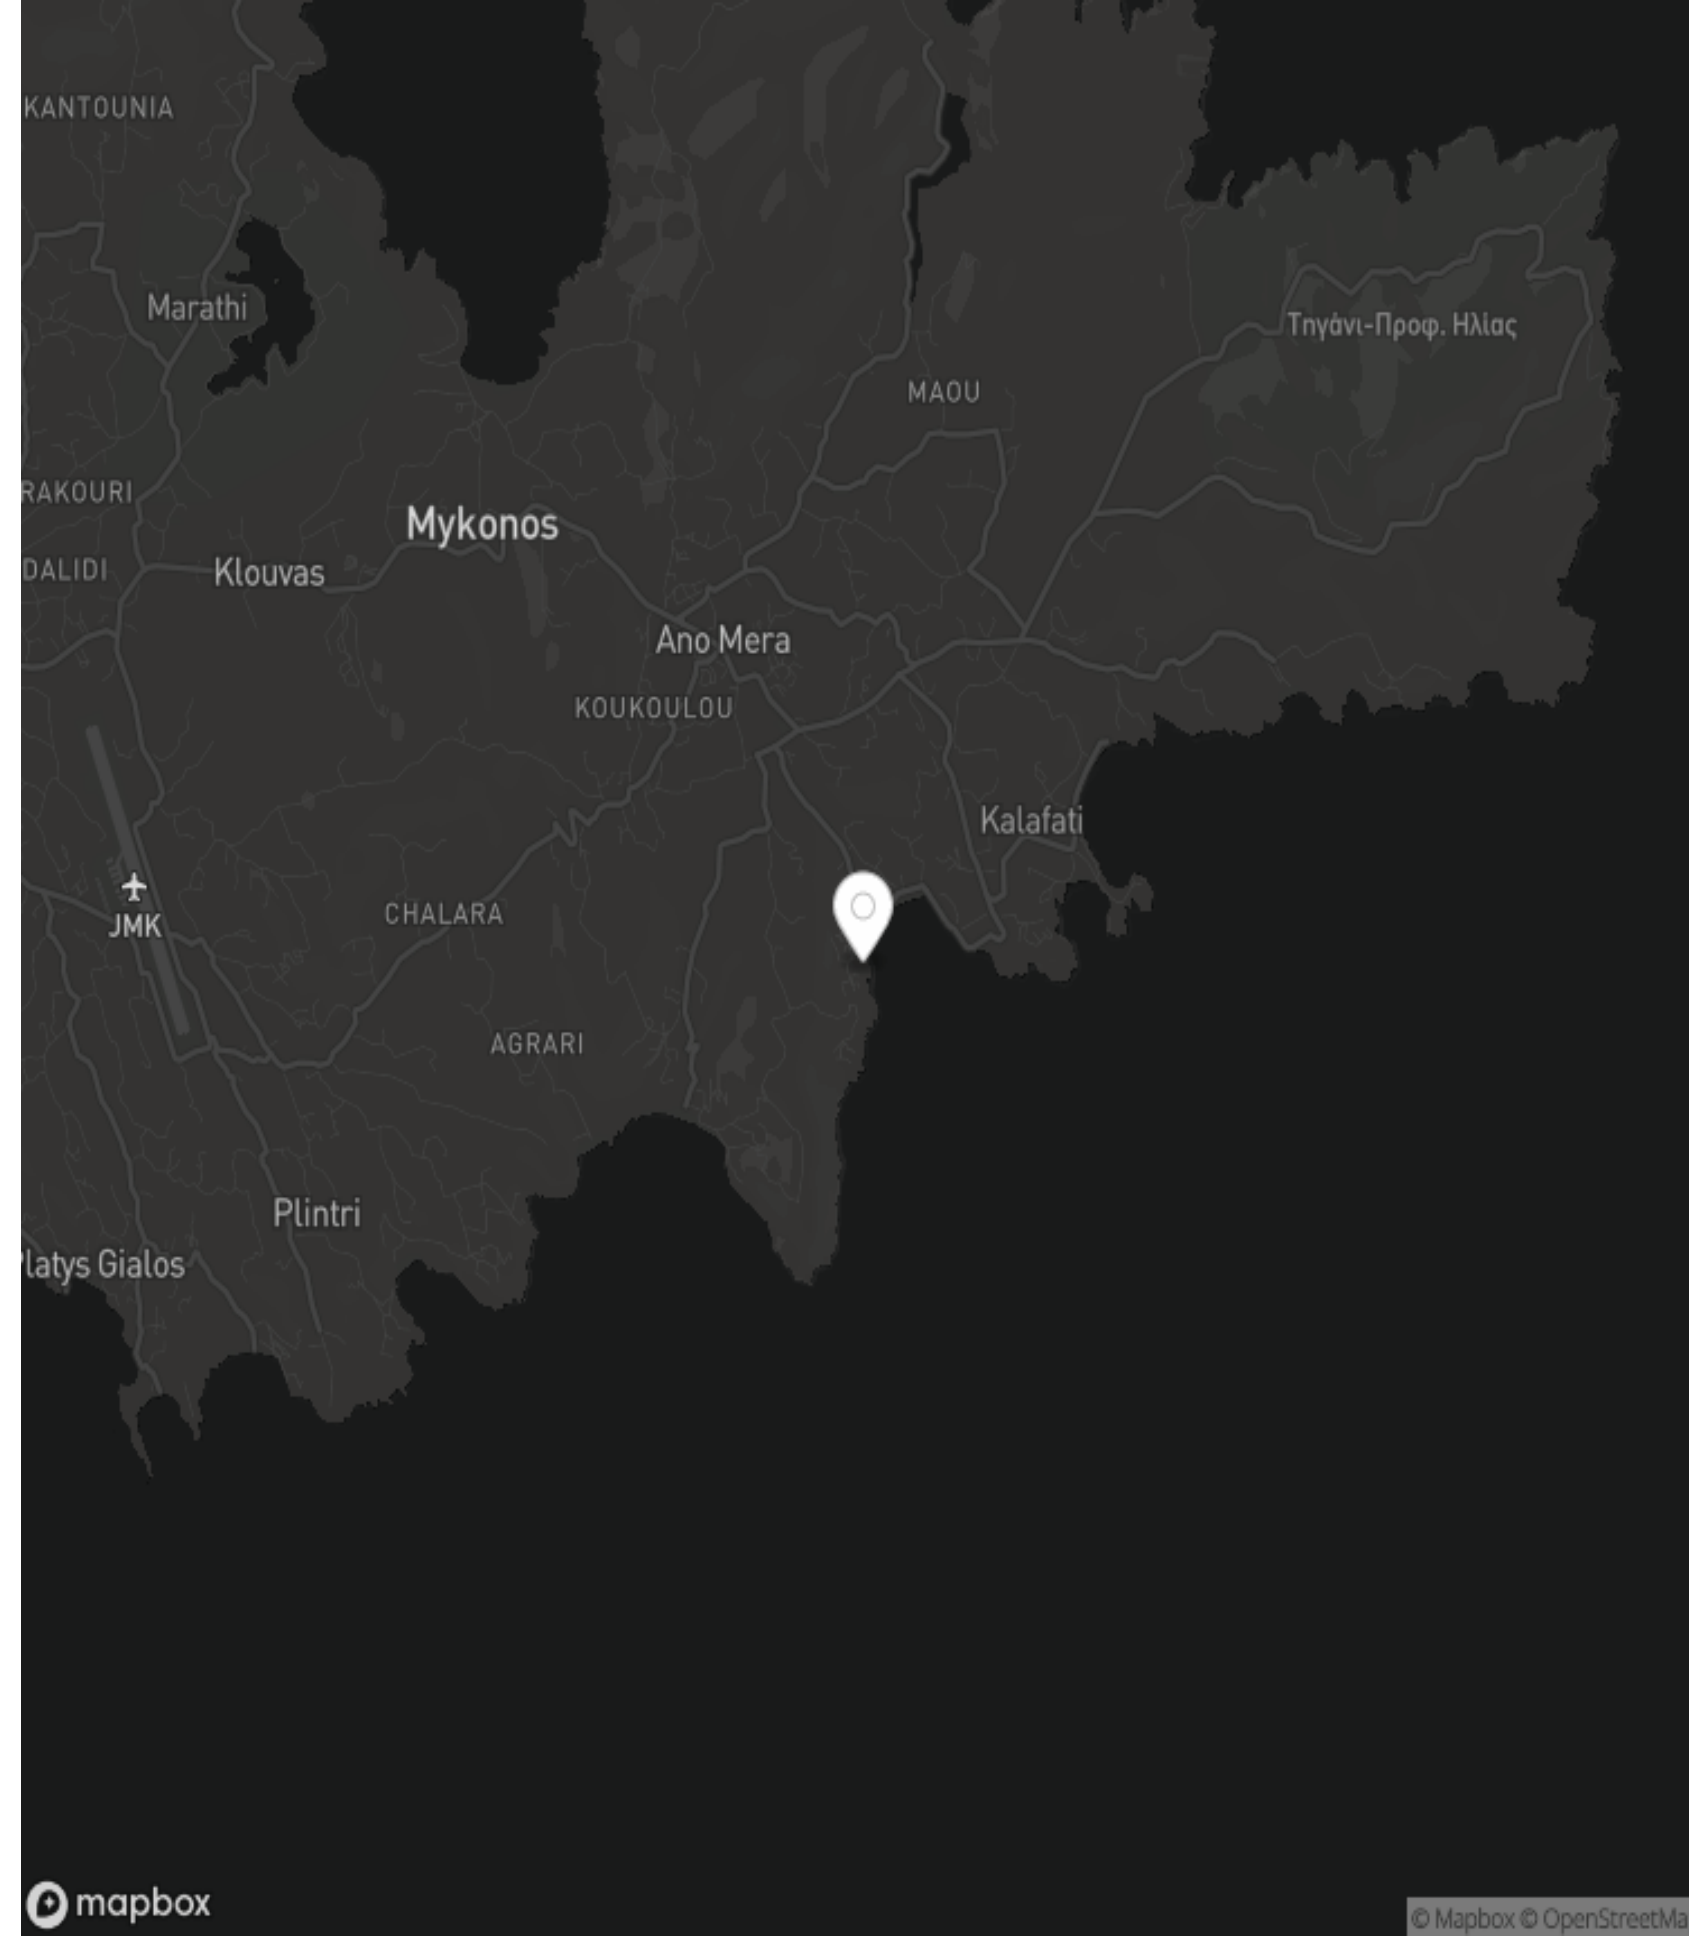 KANTOUNIA
Marathi
Τηγάνι-Προφ. Ηλίας
MAOU
RAKOURI
Mykonos
DALIDI
Klouvas
Ano Mera
KOUKOULOU
Kalafati
JMK
CHALARA
AGRARI
Plintri
Platys Gialos
mapbox
© Mapbox © OpenStreetMa